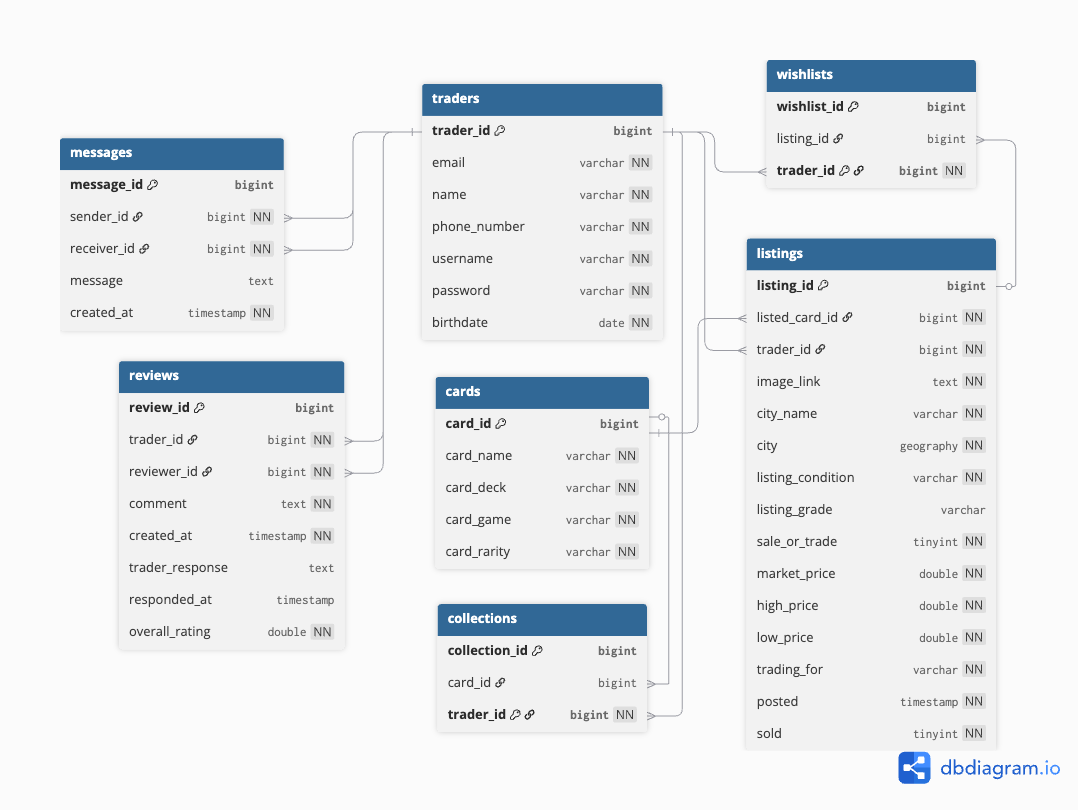 messages
message_id bigint
sender_id bigint NN
receiver_id bigint NN
message text
created_at timestamp NN
reviews
review_id bigint
trader_id bigint NN
reviewer_id bigint NN
comment text NN
created_at timestamp NN
trader_response text
responded_at timestamp
overall_rating double NN
traders
trader_id bigint
email varchar NN
name varchar NN
phone_number varchar NN
username varchar NN
password varchar NN
birthdate date NN
cards
card_id bigint
card_name varchar NN
card_deck varchar NN
card_game varchar NN
card_rarity varchar NN
collections
collection_id bigint
card_id bigint
trader_id bigint NN
wishlists
wishlist_id bigint
listing_id bigint
trader_id bigint NN
listings
listing_id bigint
listed_card_id bigint NN
trader_id bigint NN
image_link text NN
city_name varchar NN
city geography NN
listing_condition varchar NN
listing_grade varchar
sale_or_trade tinyint NN
market_price double NN
high_price double NN
low_price double NN
trading_for varchar NN
posted timestamp NN
sold tinyint NN
dbdiagram.io